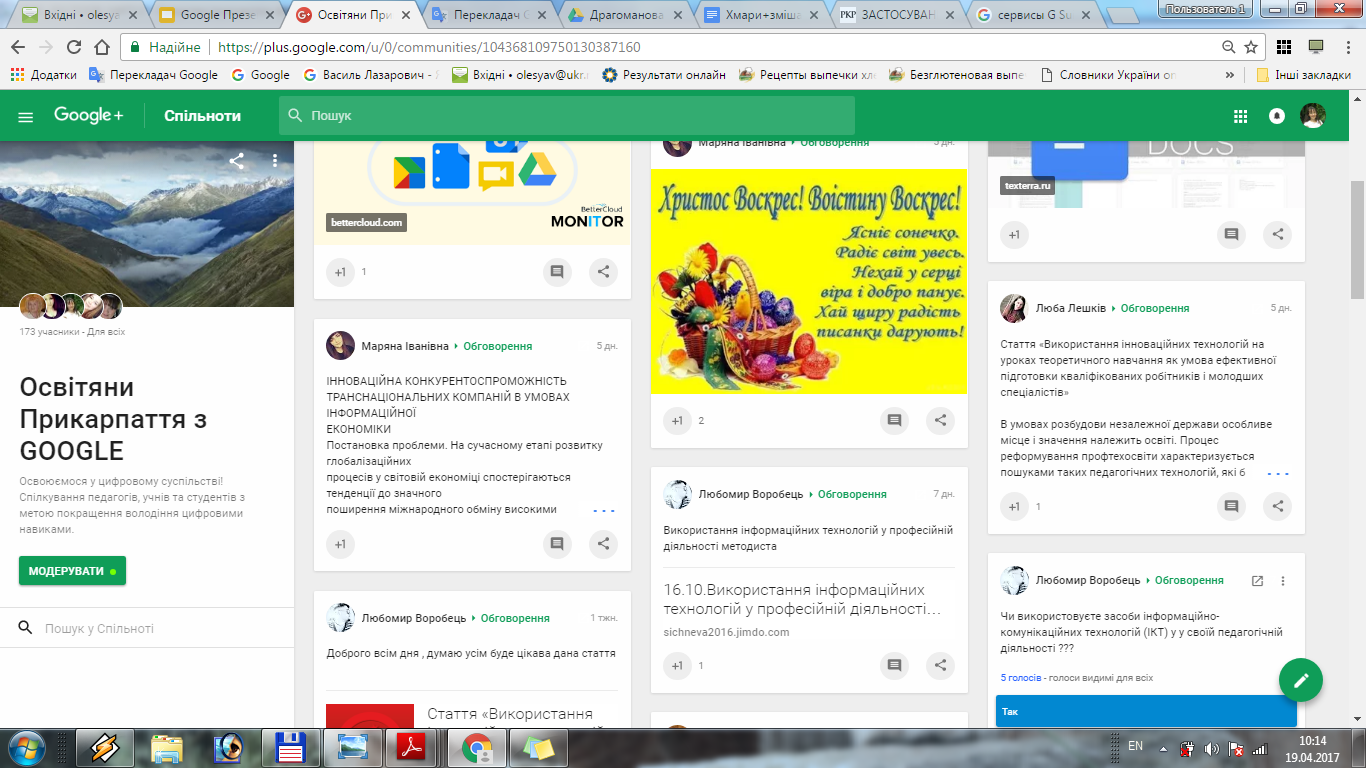 Вхідні • olesya
Google Презе
Освітяни При
Перекладач G
Драгоманова
Хмари+зміша
ЗАСТОСУВАН
сервисы G Su
Пользователь 1
Надійне
https://plus.google.com/u/0/communities/104368109750130387160
Додатки
Перекладач Google
Google
Василь Лазарович - Я
Вхідні • olesyav@ukr.n
Результати онлайн
Рецепты выпечки хл
Безглютеновая выпе
Словники України on
»
Інші закладки
Google+
Спільноти
Пошук
173 учасники - Для всіх
Освітяни
Прикарпаття з
GOOGLE
Освоюємося у цифровому суспільстві!
Спілкування педагогів, учнів та студентів з
метою покращення володіння цифровими
навиками.
МОДЕРУВАТИ
Пошук у Спільноті
bettercloud.com
BetterCloud
MONITOR
+1 1
Маряна Іванівна Обговорення 5 дн.
ІННОВАЦІЙНА КОНКУРЕНТОСПРОМОЖНІСТЬ
ТРАНСНАЦІОНАЛЬНИХ КОМПАНІЙ В УМОВАХ
ІНФОРМАЦІЙНОЇ
ЕКОНОМІКИ
Постановка проблеми. На сучасному етапі розвитку
глобалізаційних
процесів у світовій економіці спостерігаються
тенденції до значного
поширення міжнародного обміну високими
+1
Любомир Воробець Обговорення 1 тжн.
Доброго всім дня , думаю усім буде цікава дана стаття
Стаття «Використання
Маряна Іванівна Обговорення 5 дн.
Христос Воскрес! Воістину Воскрес!
Ясніє сонечко.
Радіє світ увесь.
Нехай у серці
віра і добро панує.
Хай щиру радість
писанки дарують!
+1 2
Любомир Воробець Обговорення 7 дн.
Використання інформаційних технологій у професійній
діяльності методиста
16.10.Використання інформаційних
технологій у професійній діяльності…
sichneva2016.jimdo.com
+1 1
DOCS
texterra.ru
+1
Люба Лешків Обговорення 5 дн.
Стаття «Використання інноваційних технологій на
уроках теоретичного навчання як умова ефективної
підготовки кваліфікованих робітників і молодших
спеціалістів»
В умовах розбудови незалежної держави особливе
місце і значення належить освіті. Процес
реформування профтехосвіти характеризується
пошуками таких педагогічних технологій, які б
+1 1
Любомир Воробець Обговорення
Чи використовуєте засоби інформаційно-
комунікаційних технологій (ІКТ) у у своїй педагогічній
діяльності ???
5 голосів - голоси видимі для всіх
Так
EN
10:14
19.04.2017